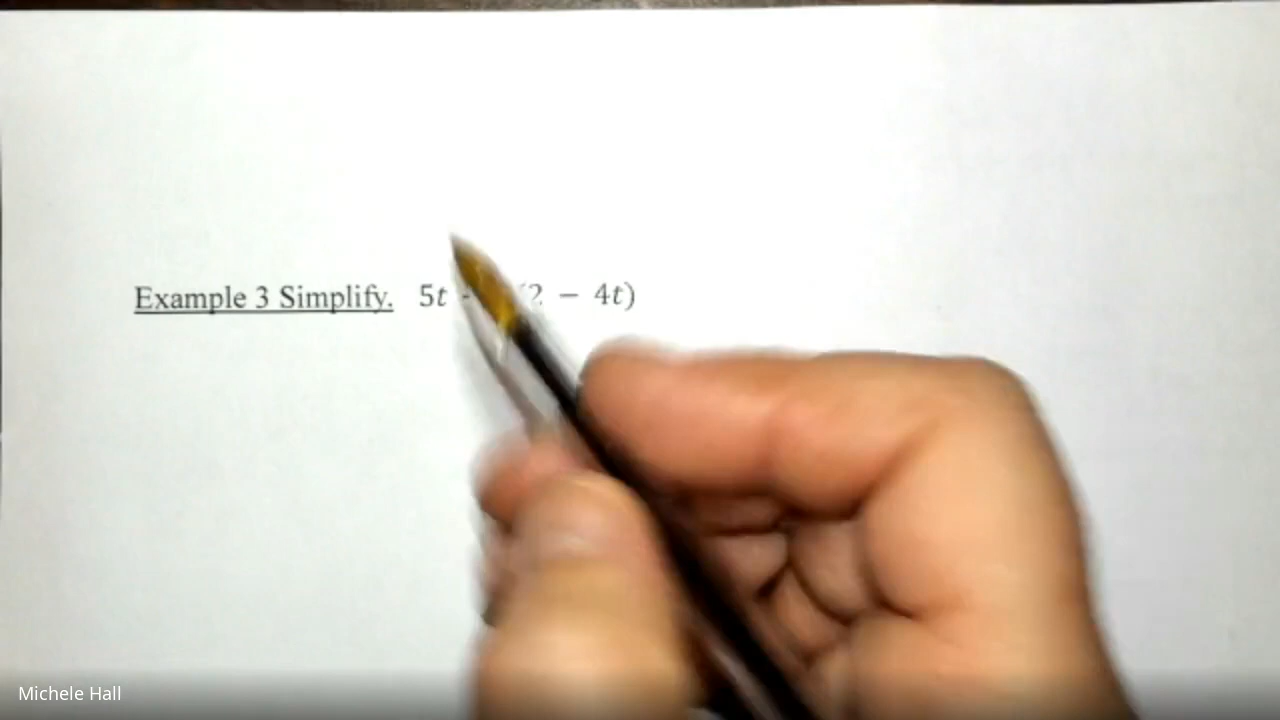 Example 3 Simplify. 5t - (2 − 4t)
Michele Hall